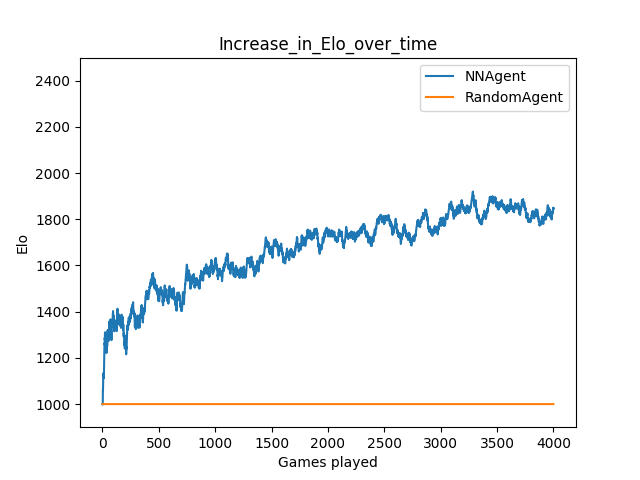 Increase_in_Elo_over_time
NNAgent
RandomAgent
2400
2200
2000
1800
1600
1400
1200
1000
Elo
0 500 1000 1500 2000 2500 3000 3500 4000
Games played